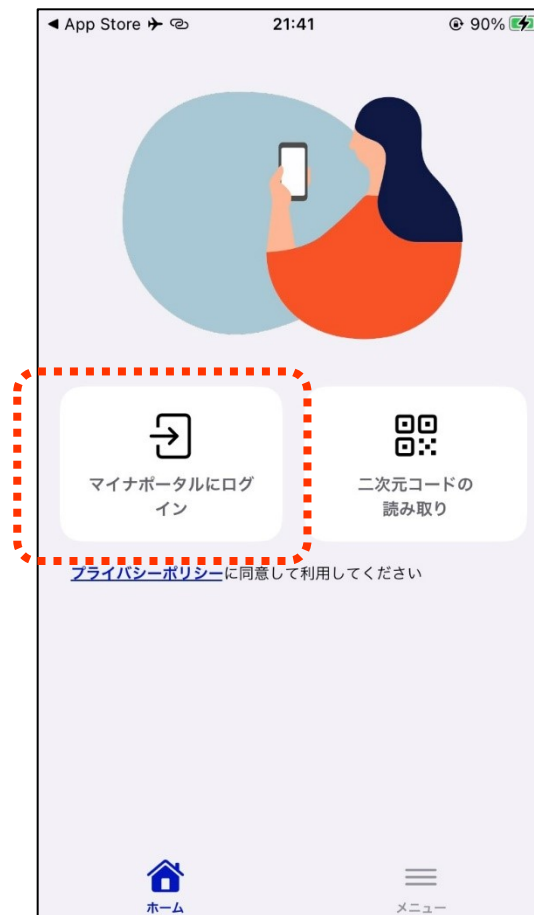 ◀ App Store
21:41
90%
マイナポータルにログ
イン
二次元コードの
読み取り
プライバシーポリシーに同意して利用してください
ホーム
メニュー